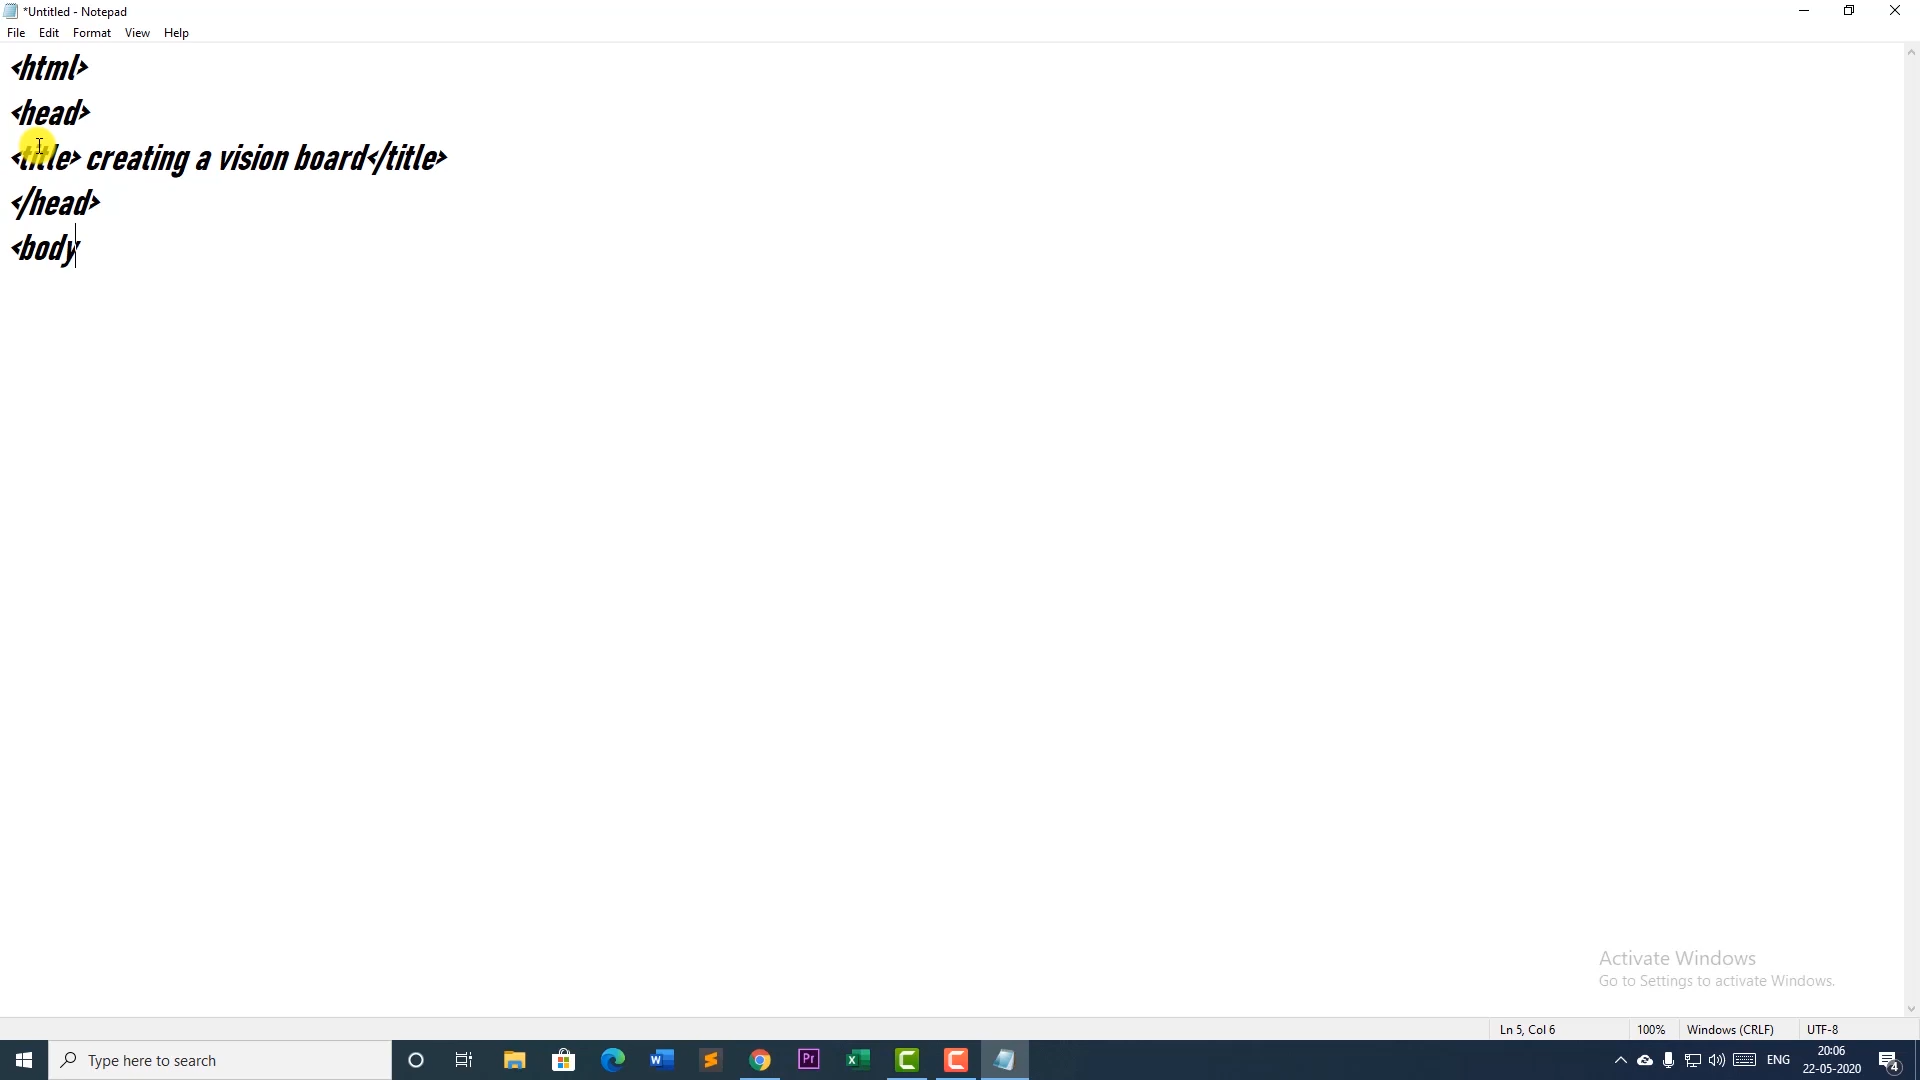 *Untitled - Notepad
File Edit Format View Help
<html>
<head>
<title> creating a vision board</title>
</head>
<body
Activate Windows
Go to Settings to activate Windows.
Ln 5, Col 6 100% Windows (CRLF) UTF-8
Type here to search
W
S
Pr
X
C
C
ENG
20:06
22-05-2020
4